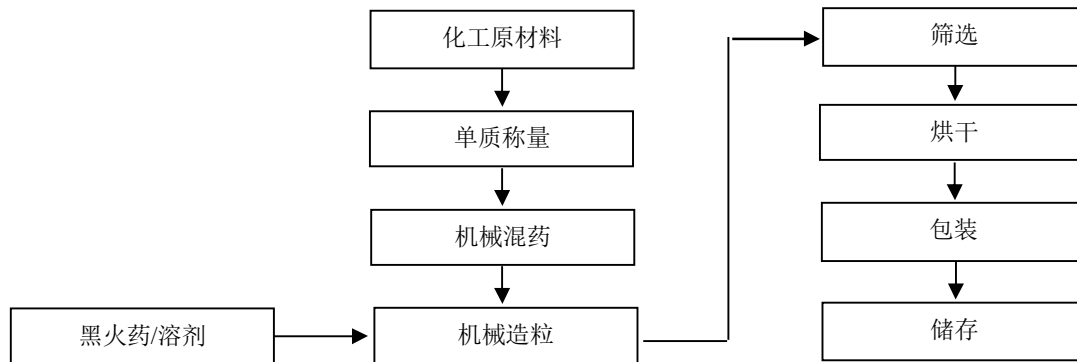 化工原材料
单质称量
机械混药
黑火药/溶剂
机械造粒
筛选
烘干
包装
储存